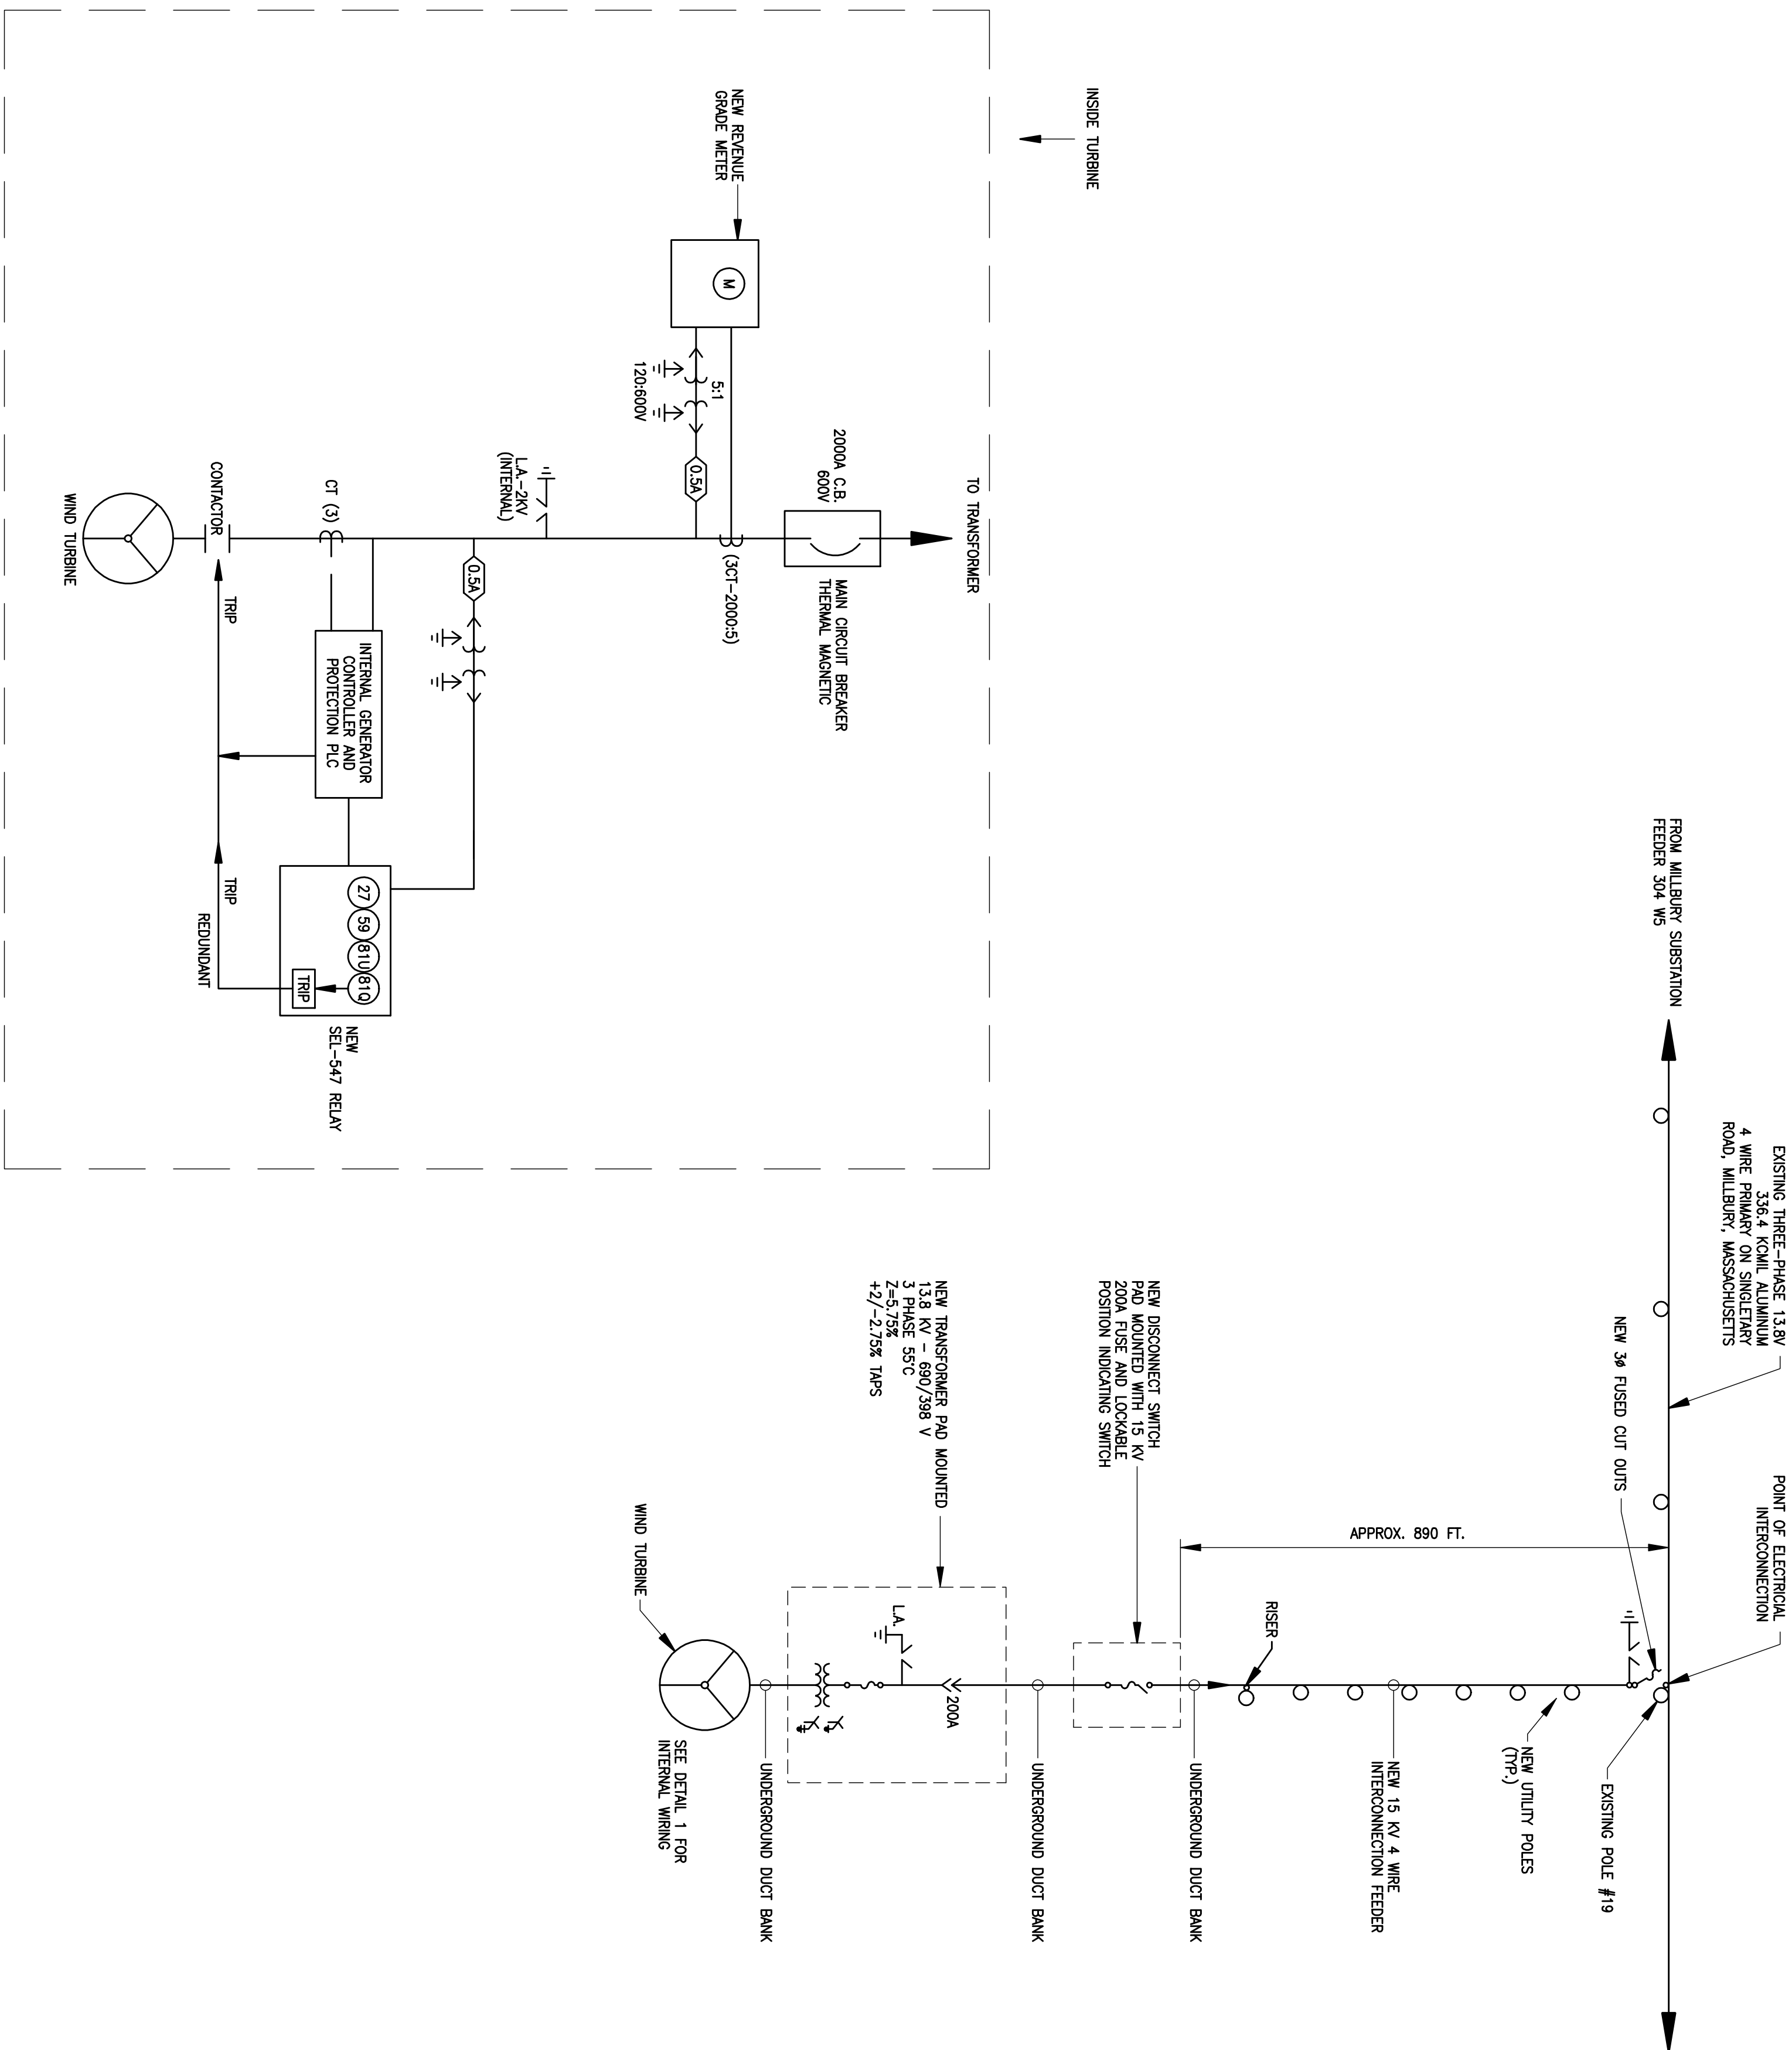 EXISTING THREE-PHASE 13.8V
336.4 KCMIL ALUMINUM
4 WIRE PRIMARY ON SINGLETARY
ROAD, MILLBURY, MASSACHUSETTS
POINT OF ELECTRICIAL
INTERCONNECTION
FROM MILLBURY SUBSTATION
FEEDER 304 W5
NEW 3ø FUSED CUT OUTS
EXISTING POLE #19
NEW UTILITY POLES
(TYP.)
APPROX. 890 FT.
NEW 15 KV 4 WIRE
INTERCONNECTION FEEDER
RISER
UNDERGROUND DUCT BANK
NEW DISCONNECT SWITCH
PAD MOUNTED WITH 15 KV
200A FUSE AND LOCKABLE
POSITION INDICATING SWITCH
UNDERGROUND DUCT BANK
NEW TRANSFORMER PAD MOUNTED
13.8 KV - 690/398 V
3 PHASE 55°C
Z=5.75%
+2/-2.75% TAPS
200A
L.A.
UNDERGROUND DUCT BANK
WIND TURBINE
SEE DETAIL 1 FOR
INTERNAL WIRING
INSIDE TURBINE
TO TRANSFORMER
2000A C.B.
600V
MAIN CIRCUIT BREAKER
THERMAL MAGNETIC
NEW REVENUE
GRADE METER
M
(3CT-2000:5)
5:1
0.5A
120:600V
L.A.-2KV
(INTERNAL)
0.5A
CT (3)
INTERNAL GENERATOR
CONTROLLER AND
PROTECTION PLC
27
59
81U
81Q
TRIP
NEW
SEL-547 RELAY
CONTACTOR
TRIP
TRIP
REDUNDANT
WIND TURBINE